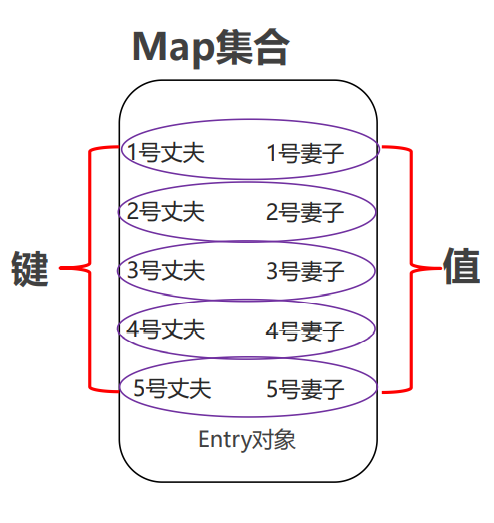 Map集合
1号丈夫 1号妻子
2号丈夫 2号妻子
键 3号丈夫 3号妻子 值
4号丈夫 4号妻子
5号丈夫 5号妻子
Entry对象